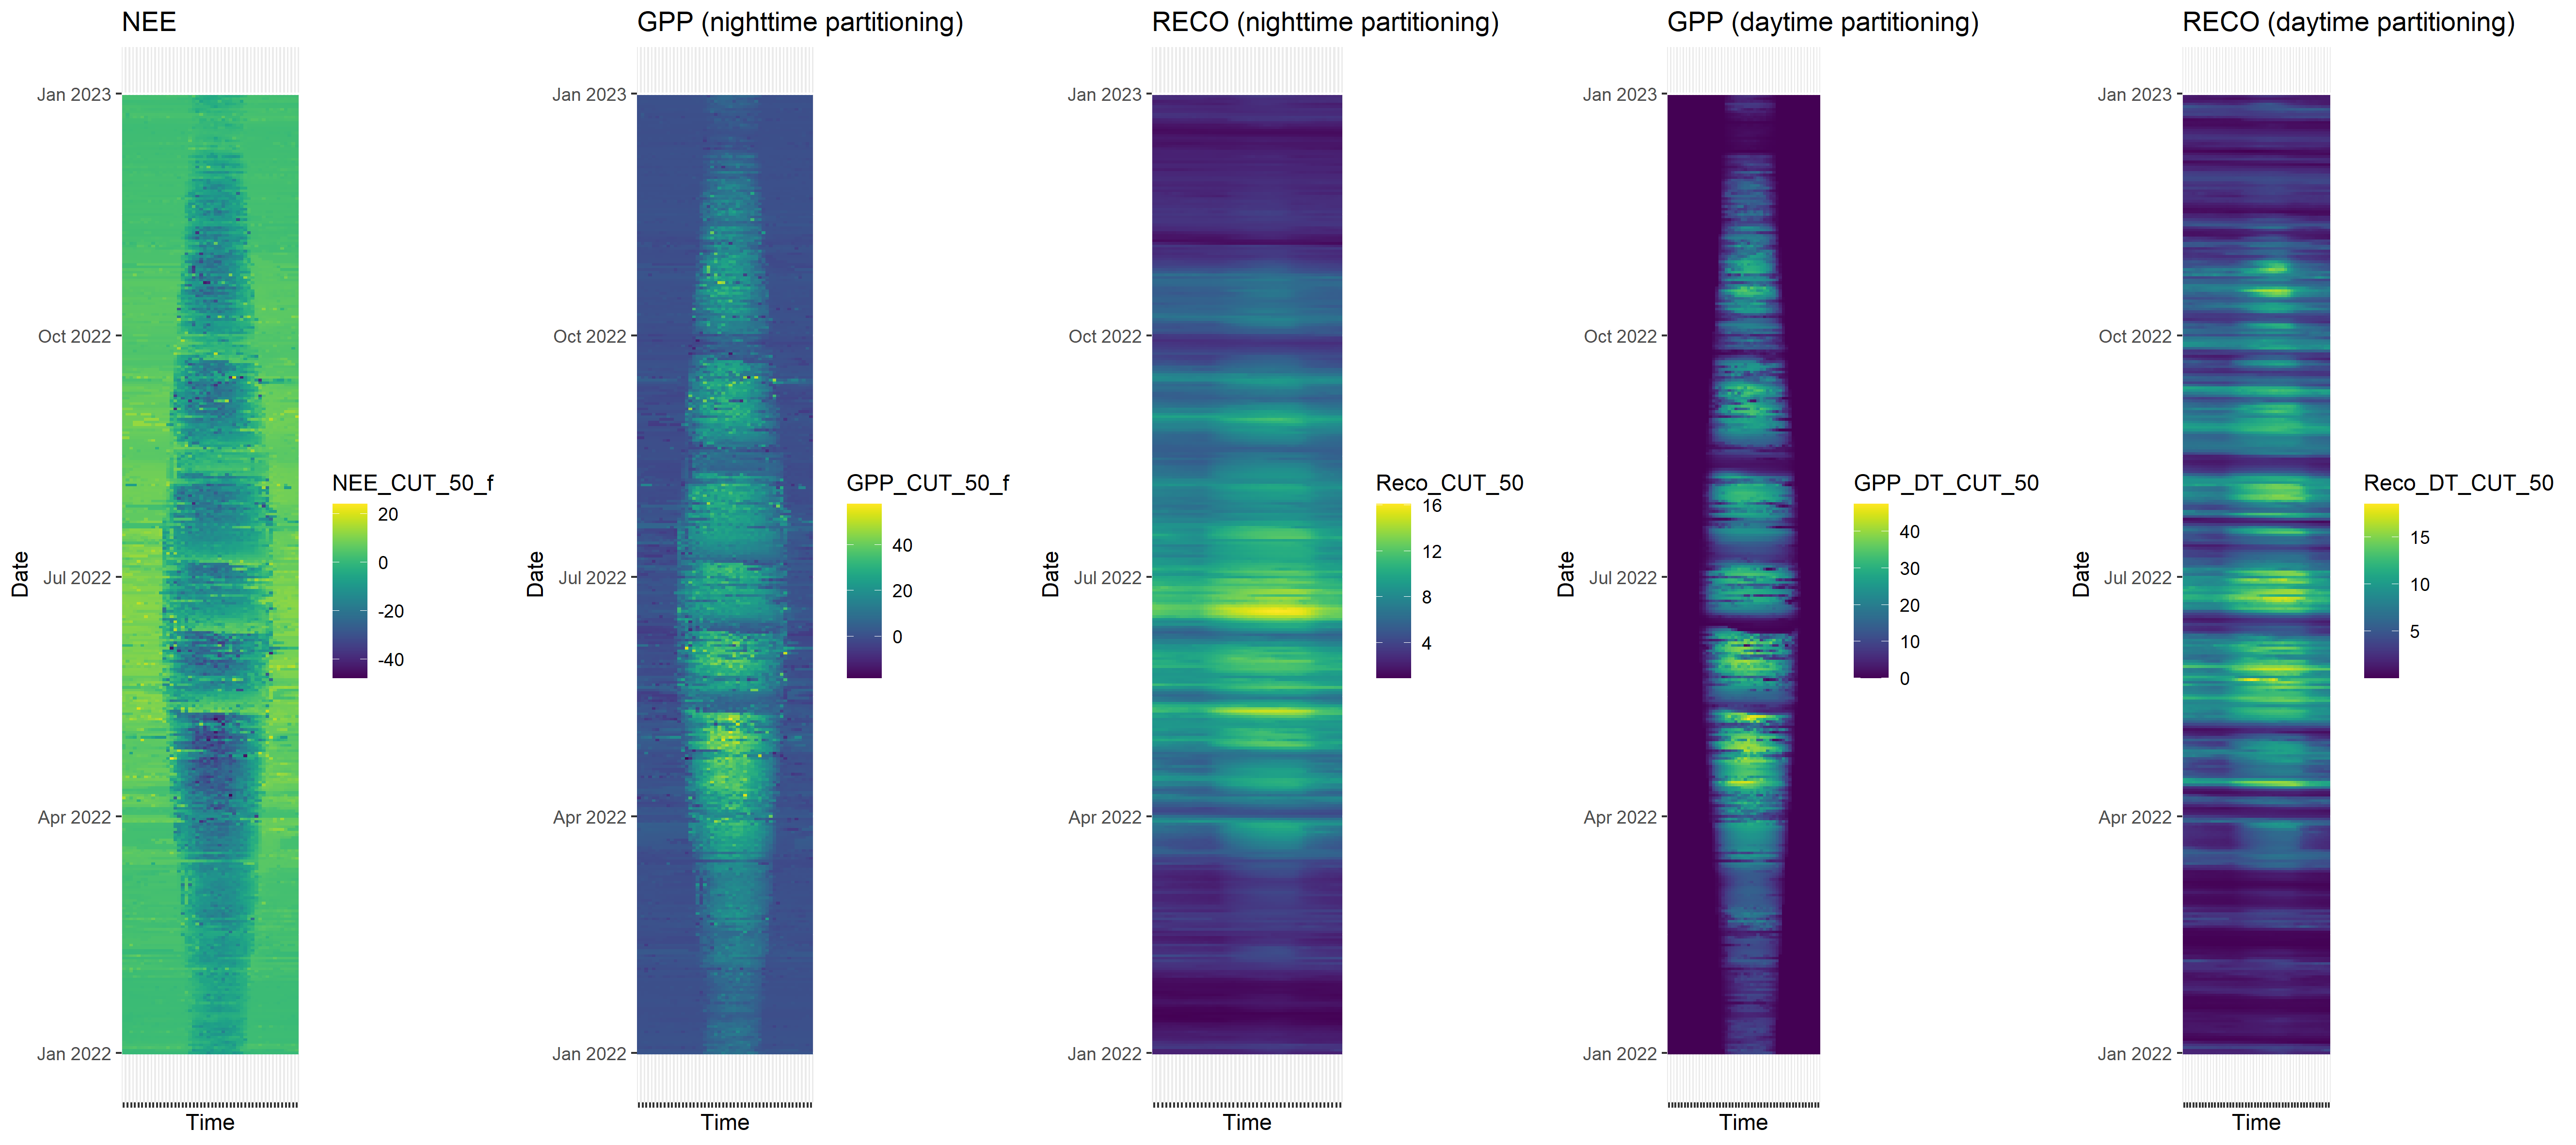 NEE
Jan 2023
Oct 2022
Jul 2022
Apr 2022
Jan 2022
Date
Time
NEE_CUT_50_f
20
0
-20
-40
GPP (nighttime partitioning)
Jan 2023
Oct 2022
Jul 2022
Apr 2022
Jan 2022
Date
Time
GPP_CUT_50_f
40
20
0
RECO (nighttime partitioning)
Jan 2023
Oct 2022
Jul 2022
Apr 2022
Jan 2022
Date
Time
Reco_CUT_50
16
12
8
4
GPP (daytime partitioning)
Jan 2023
Oct 2022
Jul 2022
Apr 2022
Jan 2022
Date
Time
GPP_DT_CUT_50
40
30
20
10
0
RECO (daytime partitioning)
Jan 2023
Oct 2022
Jul 2022
Apr 2022
Jan 2022
Date
Time
Reco_DT_CUT_50
15
10
5